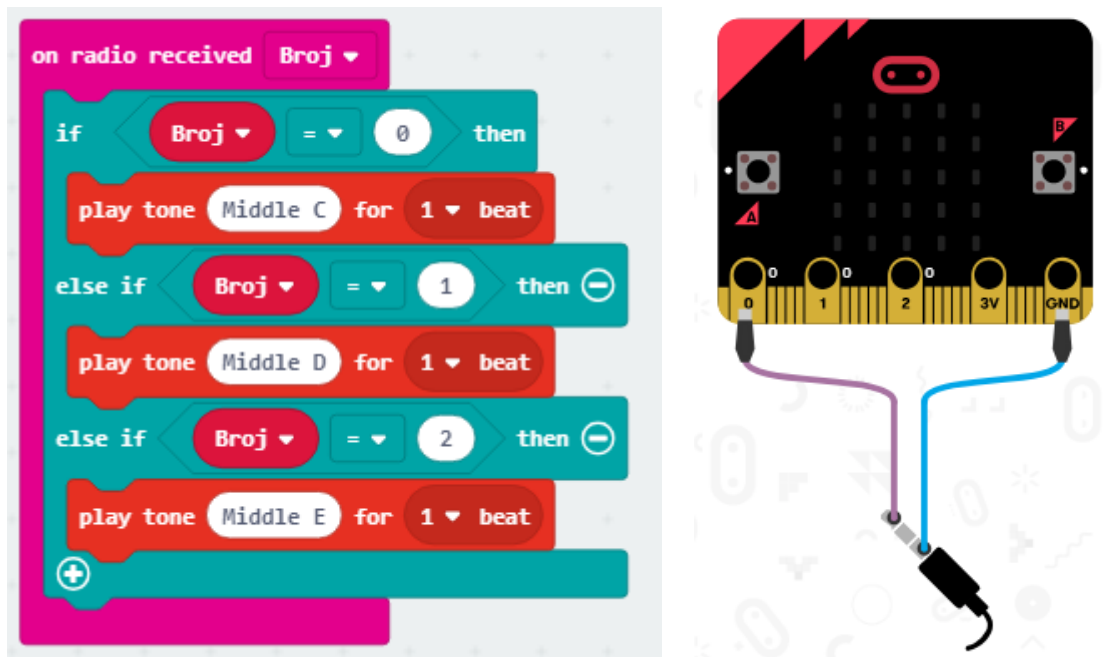 on radio received Broj
if Broj = 0 then
play tone Middle C for 1 beat
else if Broj = 1 then
play tone Middle D for 1 beat
else if Broj = 2 then
play tone Middle E for 1 beat
B
A
0 0 0
0 1 2 3V GND